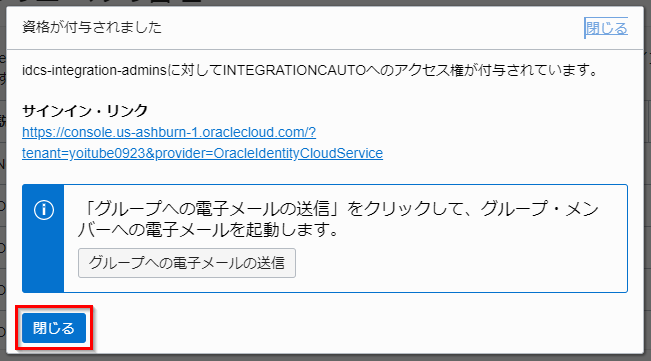 資格が付与されました
閉じる
idcs-integration-adminsに対してINTEGRATIONCAUTOへのアクセス権が付与されています。
サインイン・リンク
https://console.us-ashburn-1.oraclecloud.com/?
tenant=yoitube0923&provider=OracleIdentityCloudService
「グループへの電子メールの送信」をクリックして、グループ・メン
バーへの電子メールを起動します。
グループへの電子メールの送信
閉じる